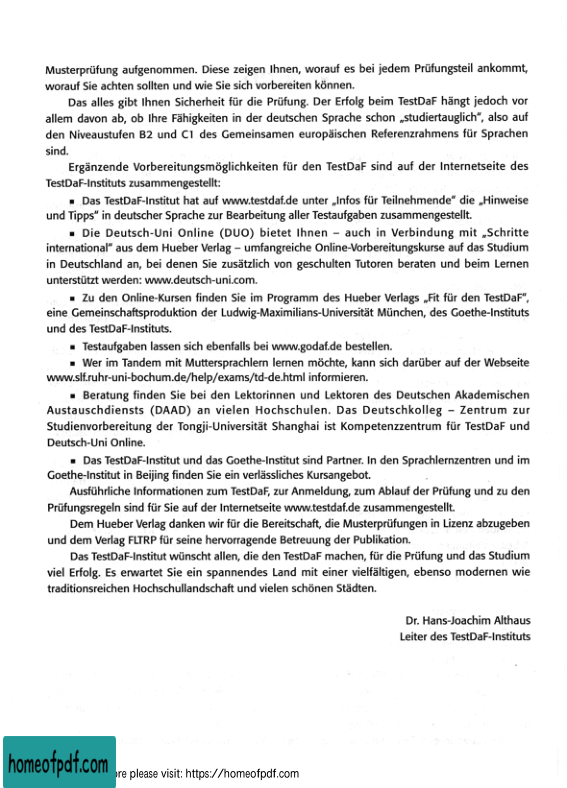 Musterprüfung aufgenommen. Diese zeigen Ihnen, worauf es bei jedem Prüfungsteil ankommt,
worauf Sie achten sollten und wie Sie sich vorbereiten können.
Das alles gibt Ihnen Sicherheit für die Prüfung. Der Erfolg beim TestDaF hängt jedoch vor
allem davon ab, ob Ihre Fähigkeiten in der deutschen Sprache schon „studiertauglich", also auf
den Niveaustufen B2 und C1 des Gemeinsamen europäischen Referenzrahmens für Sprachen
sind.
Ergänzende Vorbereitungsmöglichkeiten für den TestDaF sind auf der Internetseite des
TestDaF-Instituts zusammengestellt:
▪ Das TestDaF-Institut hat auf www.testdaf.de unter „Infos für Teilnehmende" die „Hinweise
und Tipps" in deutscher Sprache zur Bearbeitung aller Testaufgaben zusammengestellt.
▪ Die Deutsch-Uni Online (DUO) bietet Ihnen – auch in Verbindung mit „Schritte
international" aus dem Hueber Verlag – umfangreiche Online-Vorbereitungskurse auf das Studium
in Deutschland an, bei denen Sie zusätzlich von geschulten Tutoren beraten und beim Lernen
unterstützt werden: www.deutsch-uni.com.
▪ Zu den Online-Kursen finden Sie im Programm des Hueber Verlags „Fit für den TestDaF",
eine Gemeinschaftsproduktion der Ludwig-Maximilians-Universität München, des Goethe-Instituts
und des TestDaF-Instituts.
▪ Testaufgaben lassen sich ebenfalls bei www.godaf.de bestellen.
▪ Wer im Tandem mit Muttersprachlern lernen möchte, kann sich darüber auf der Webseite
www.slf.ruhr-uni-bochum.de/help/exams/td-de.html informieren.
▪ Beratung finden Sie bei den Lektorinnen und Lektoren des Deutschen Akademischen
Austauschdiensts (DAAD) an vielen Hochschulen. Das Deutschkolleg – Zentrum zur
Studienvorbereitung der Tongji-Universität Shanghai ist Kompetenzzentrum für TestDaF und
Deutsch-Uni Online.
▪ Das TestDaF-Institut und das Goethe-Institut sind Partner. In den Sprachlernzentren und im
Goethe-Institut in Beijing finden Sie ein verlässliches Kursangebot.
Ausführliche Informationen zum TestDaF, zur Anmeldung, zum Ablauf der Prüfung und zu den
Prüfungsregeln sind für Sie auf der Internetseite www.testdaf.de zusammengestellt.
Dem Hueber Verlag danken wir für die Bereitschaft, die Musterprüfungen in Lizenz abzugeben
und dem Verlag FLTRP für seine hervorragende Betreuung der Publikation.
Das TestDaF-Institut wünscht allen, die den TestDaF machen, für die Prüfung und das Studium
viel Erfolg. Es erwartet Sie ein spannendes Land mit einer vielfältigen, ebenso modernen wie
traditionsreichen Hochschullandschaft und vielen schönen Städten.
Dr. Hans-Joachim Althaus
Leiter des TestDaF-Instituts
homeofpdf.com
re please visit: https://homeofpdf.com